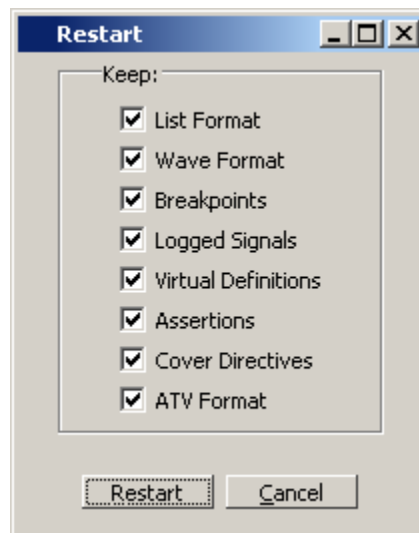 Restart
Keep:
List Format
Wave Format
Breakpoints
Logged Signals
Virtual Definitions
Assertions
Cover Directives
ATV Format
Restart Cancel